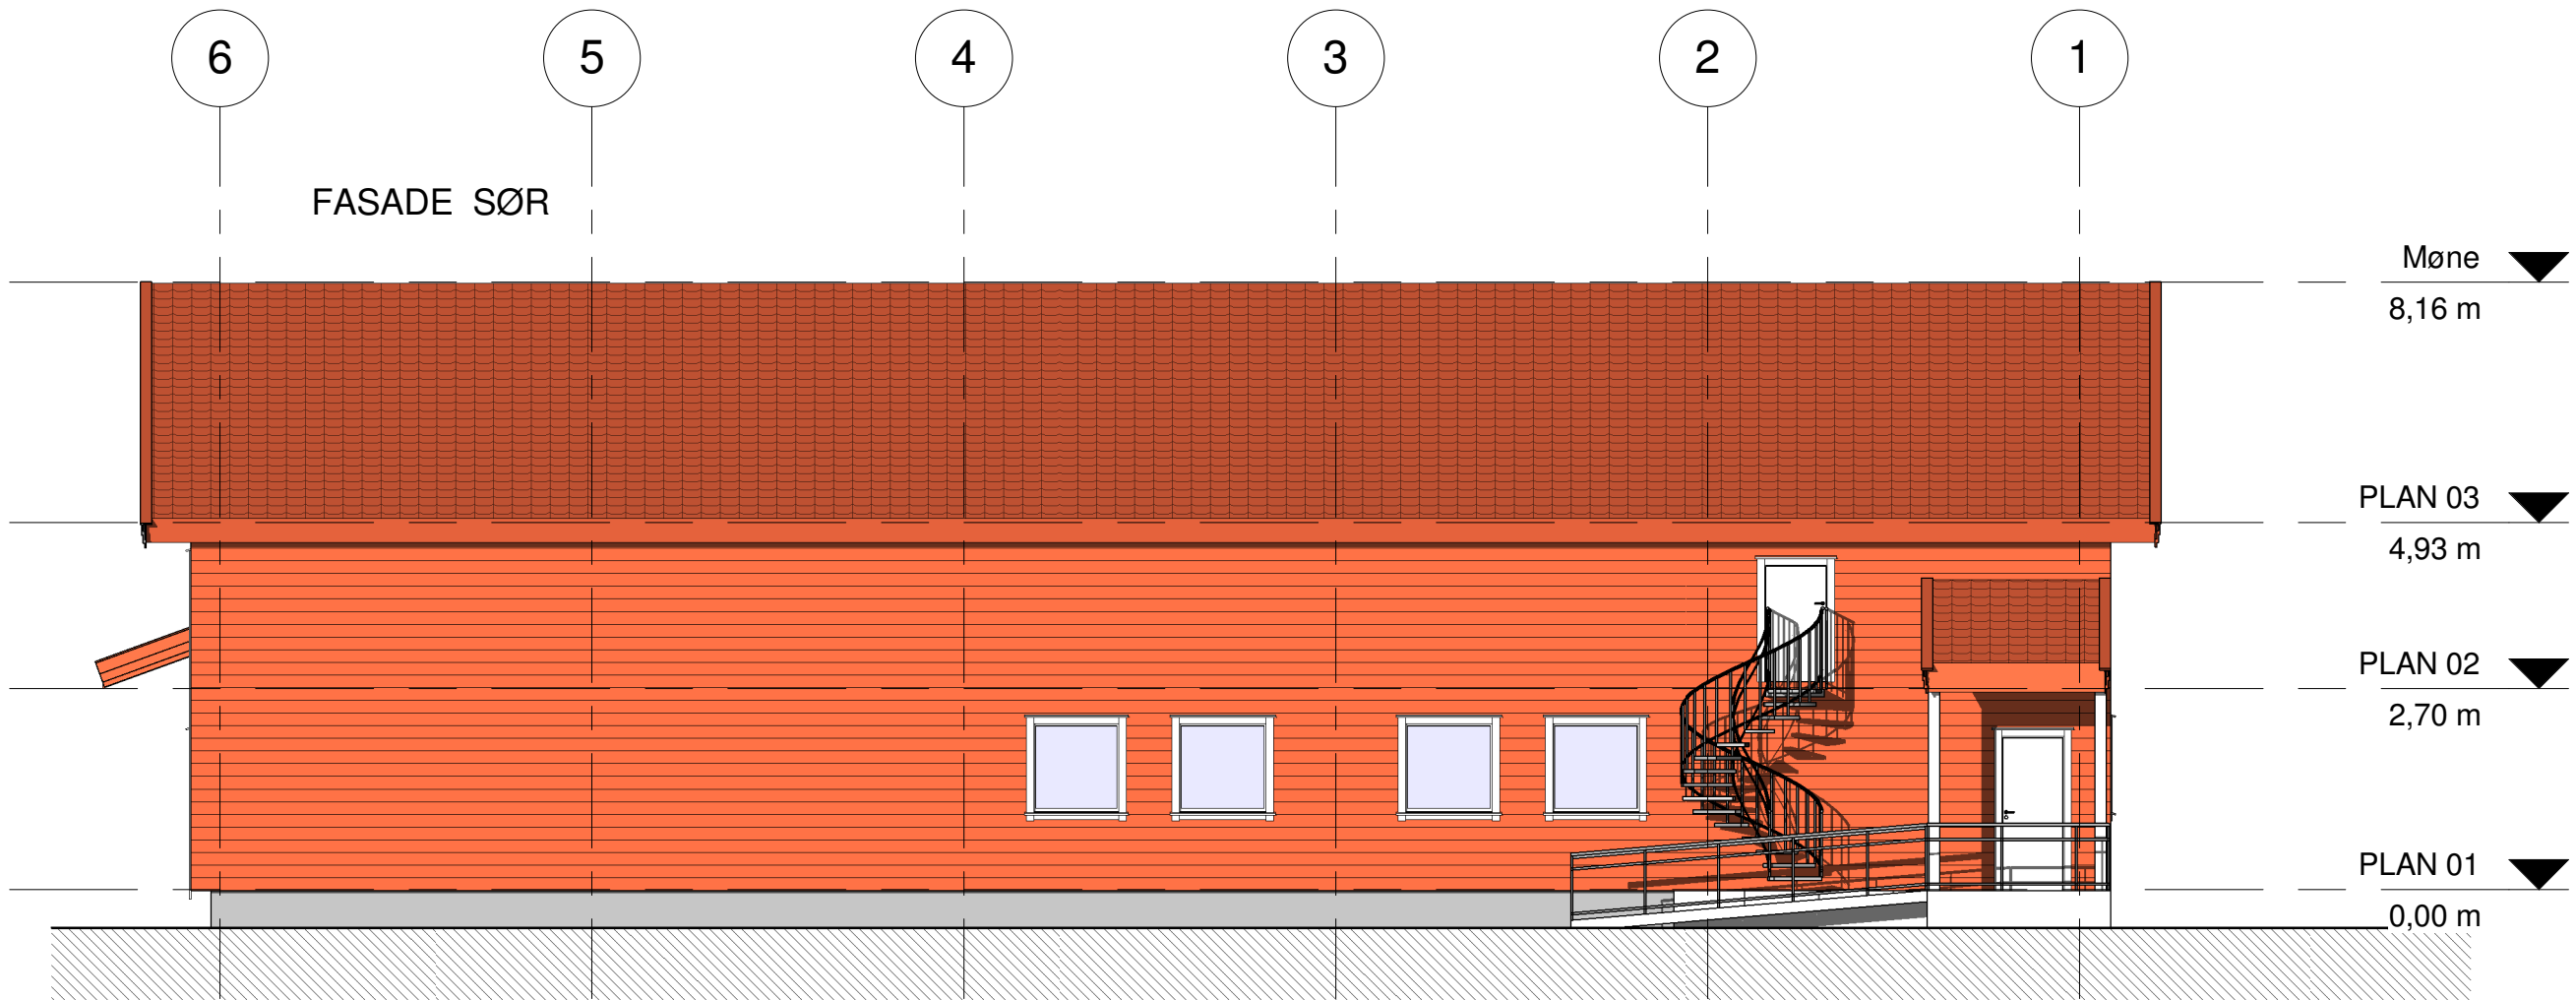 6 5 4 3 2 1
FASADE SØR
Møne
8,16 m
PLAN 03
4,93 m
PLAN 02
2,70 m
PLAN 01
0,00 m